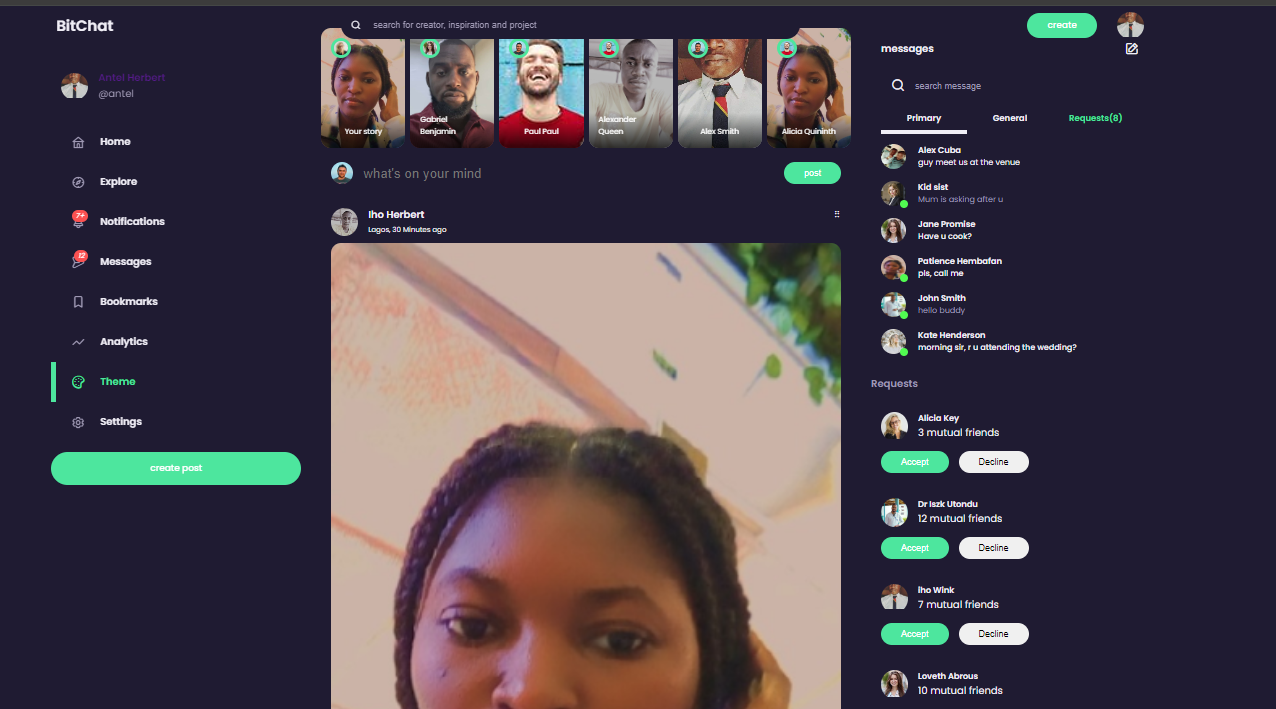 BitChat
search for creator, inspiration and project
create
Antel Herbert
@antel
Home
Explore
7+
Notifications
12
Messages
Bookmarks
Analytics
Theme
Settings
create post
Your story
Gabriel
Benjamin
Paul Paul
Alexander
Queen
Alex Smith
Alicia Quininth
what's on your mind
post
Iho Herbert
Lagos, 30 Minutes ago
messages
search message
Primary
General
Requests(8)
Alex Cuba
guy meet us at the venue
Kid sist
Mum is asking after u
Jane Promise
Have u cook?
Patience Hembafan
pls, call me
John Smith
hello buddy
Kate Henderson
morning sir, r u attending the wedding?
Requests
Alicia Key
3 mutual friends
Accept
Decline
Dr Iszk Utondu
12 mutual friends
Accept
Decline
iho Wink
7 mutual friends
Accept
Decline
Loveth Abrous
10 mutual friends